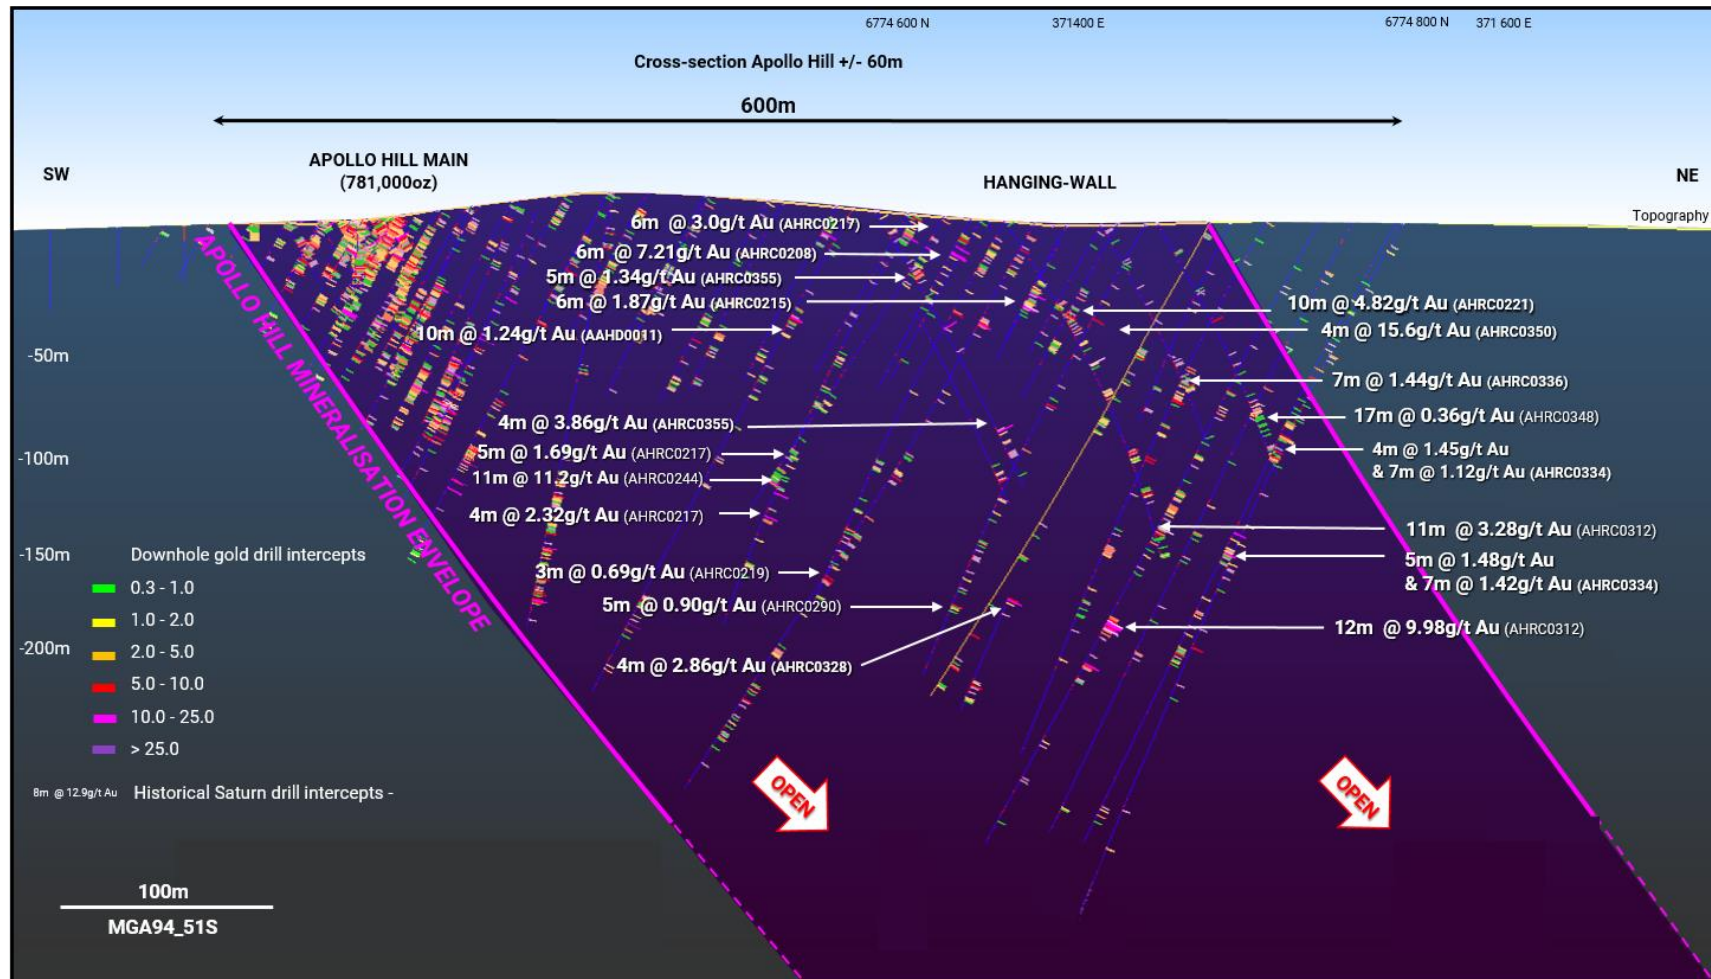 6774 600 N
371400 E
6774 800 N
371 600 E
Cross-section Apollo Hill +/- 60m
600m
SW
APOLLO HILL MAIN
(781,000oz)
HANGING-WALL
NE
Topography
6m @ 3.0g/t Au (AHRC0217)
6m @ 7.21g/t Au (AHRC0208)
5m @ 1.34g/t Au (AHRC0355)
6m @ 1.87g/t Au (AHRC0215)
10m @ 1.24g/t Au (AAHD0011)
10m @ 4.82g/t Au (AHRC0221)
4m @ 15.6g/t Au (AHRC0350)
7m @ 1.44g/t Au (AHRC0336)
17m @ 0.36g/t Au (AHRC0348)
4m @ 1.45g/t Au
& 7m @ 1.12g/t Au (AHRC0334)
4m @ 3.86g/t Au (AHRC0355)
5m @ 1.69g/t Au (AHRC0217)
11m @ 11.2g/t Au (AHRC0244)
4m @ 2.32g/t Au (AHRC0217)
11m @ 3.28g/t Au (AHRC0312)
5m @ 1.48g/t Au
& 7m @ 1.42g/t Au (AHRC0334)
3m @ 0.69g/t Au (AHRC0219)
5m @ 0.90g/t Au (AHRC0290)
12m @ 9.98g/t Au (AHRC0312)
4m @ 2.86g/t Au (AHRC0328)
APOLLO HILL MINERALISATION ENVELOPE
-50m
-100m
-150m
-200m
Downhole gold drill intercepts
0.3 - 1.0
1.0 - 2.0
2.0 - 5.0
5.0 - 10.0
10.0 - 25.0
> 25.0
8m @ 12.9g/t Au Historical Saturn drill intercepts -
OPEN
OPEN
100m
MGA94_51S